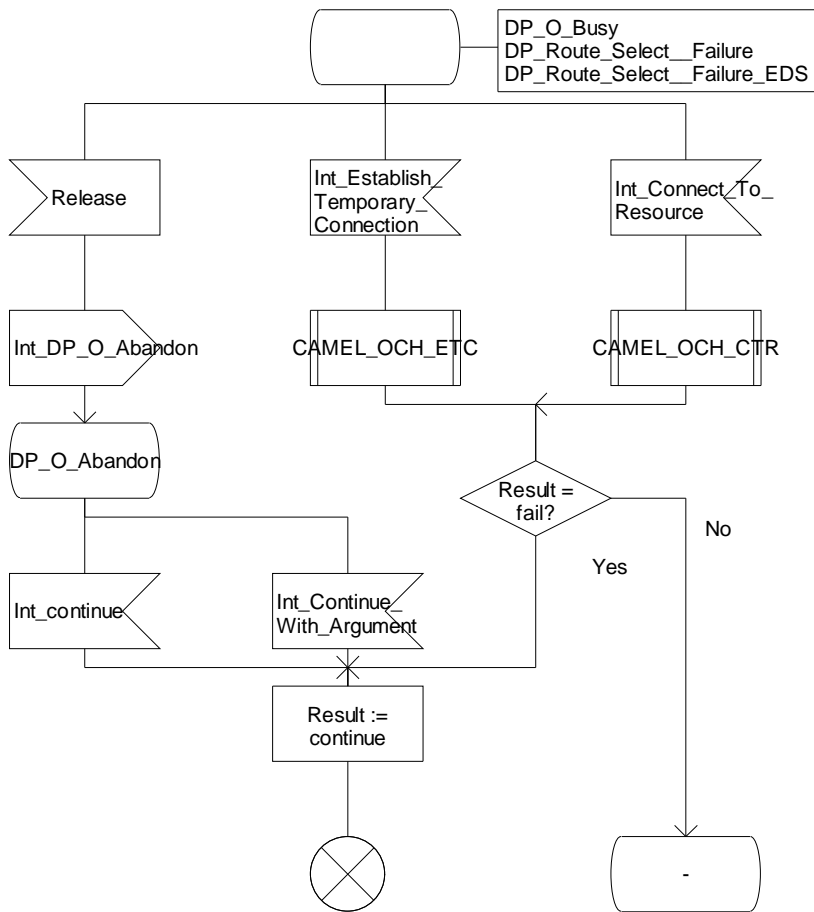 DP_O_Busy
DP_Route_Select__Failure
DP_Route_Select__Failure_EDS
Release
Int_Establish_
Temporary_
Connection
Int_Connect_To_
Resource
Int_DP_O_Abandon
CAMEL_OCH_ETC
CAMEL_OCH_CTR
DP_O_Abandon
Result =
fail?
No
Yes
Int_continue
Int_Continue_
With_Argument
Result :=
continue
-